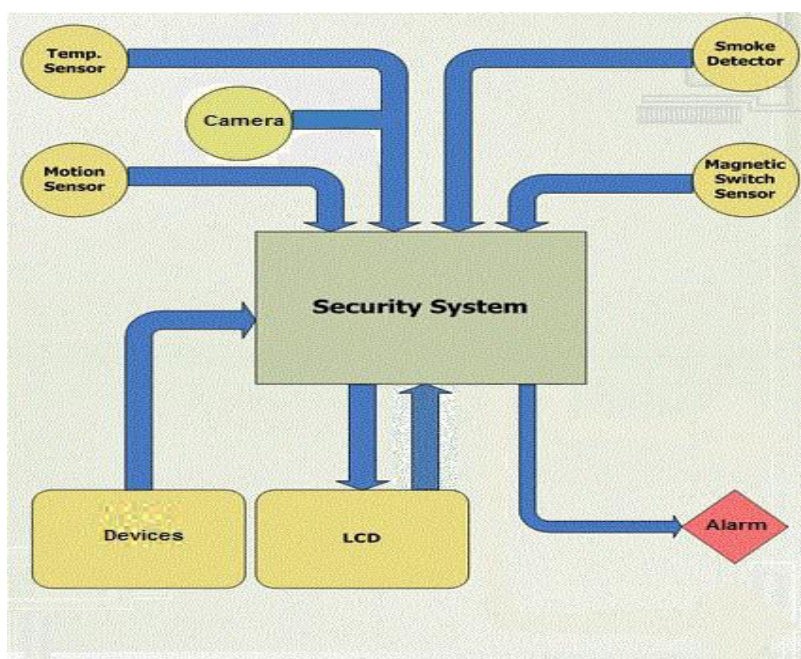 Temp.
Sensor
Smoke
Detector
Camera
Motion
Sensor
Magnetic
Switch
Sensor
Security System
Devices
LCD
Alarm